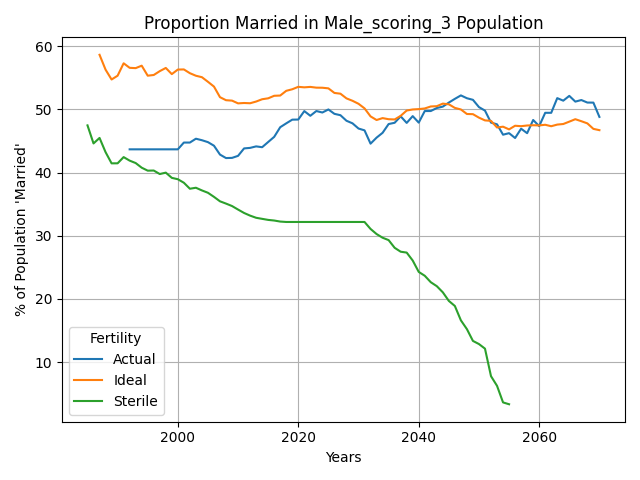 Proportion Married in Male_scoring_3 Population
% of Population 'Married'
60
50
40
30
20
10
Fertility
Actual
Ideal
Sterile
2000 2020 2040 2060
Years